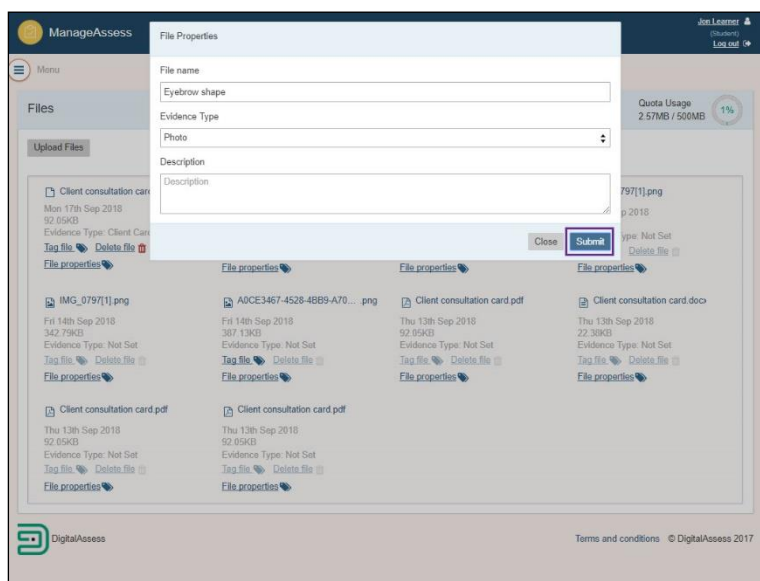 ManageAssess
Jon Learner
(Student)
Log out
Menu
File Properties
File name
Eyebrow shape
Evidence Type
Photo
Description
Description
Close Submit
Files
Quota Usage
2.57MB / 500MB
1%
Upload Files
Client consultation card
Mon 17th Sep 2018
92.05KB
Evidence Type: Client Card
Tag file Delete file
File properties
File properties
File properties
797[1].png
p 2018
ype: Not Set
Delete file
File properties
IMG_0797[1].png
Fri 14th Sep 2018
342.79KB
Evidence Type: Not Set
Tag file Delete file
File properties
A0CE3467-4528-4BB9-A70... .png
Fri 14th Sep 2018
387.13KB
Evidence Type: Not Set
Tag file Delete file
File properties
Client consultation card.pdf
Thu 13th Sep 2018
92.05KB
Evidence Type: Not Set
Tag file Delete file
File properties
Client consultation card.docx
Thu 13th Sep 2018
22.38KB
Evidence Type: Not Set
Tag file Delete file
File properties
Client consultation card.pdf
Thu 13th Sep 2018
92.05KB
Evidence Type: Not Set
Tag file Delete file
File properties
Client consultation card.pdf
Thu 13th Sep 2018
92.05KB
Evidence Type: Not Set
Tag file Delete file
File properties
DigitalAssess
Terms and conditions © DigitalAssess 2017